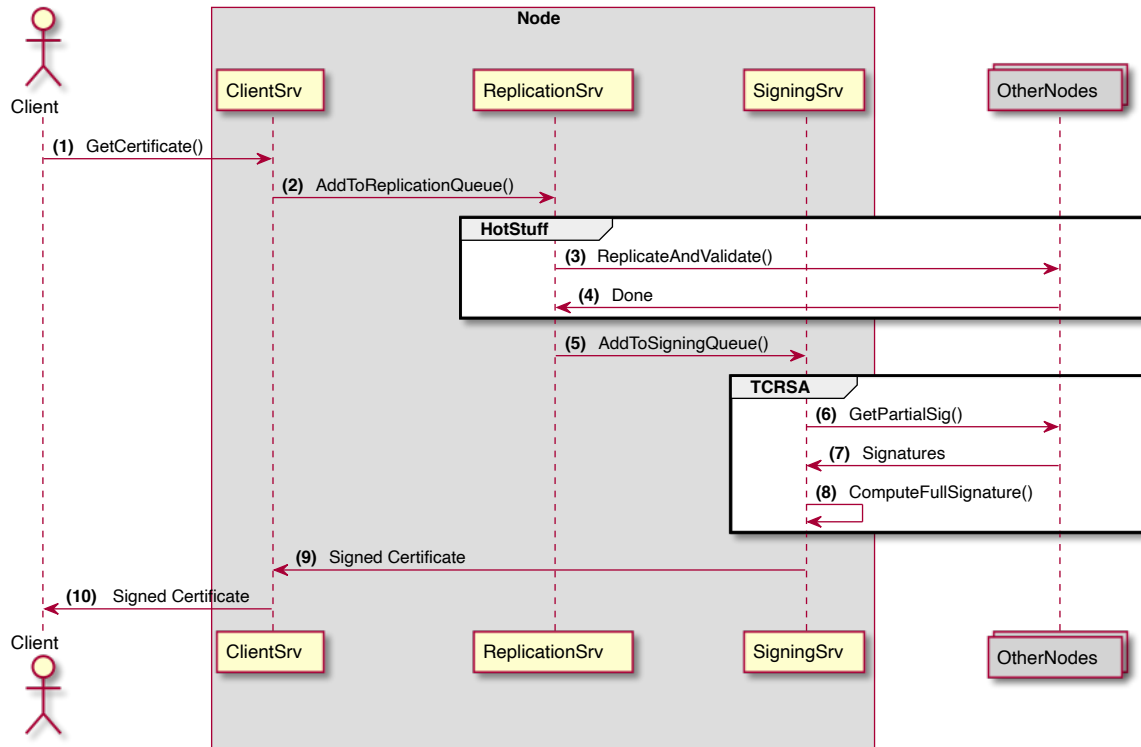 Node
Client
ClientSrv
ReplicationSrv
SigningSrv
OtherNodes
(1) GetCertificate()
(2) AddToReplicationQueue()
HotStuff
(3) ReplicateAndValidate()
(4) Done
(5) AddToSigningQueue()
TCRSA
(6) GetPartialSig()
(7) Signatures
(8) ComputeFullSignature()
(9) Signed Certificate
(10) Signed Certificate
Client
ClientSrv
ReplicationSrv
SigningSrv
OtherNodes